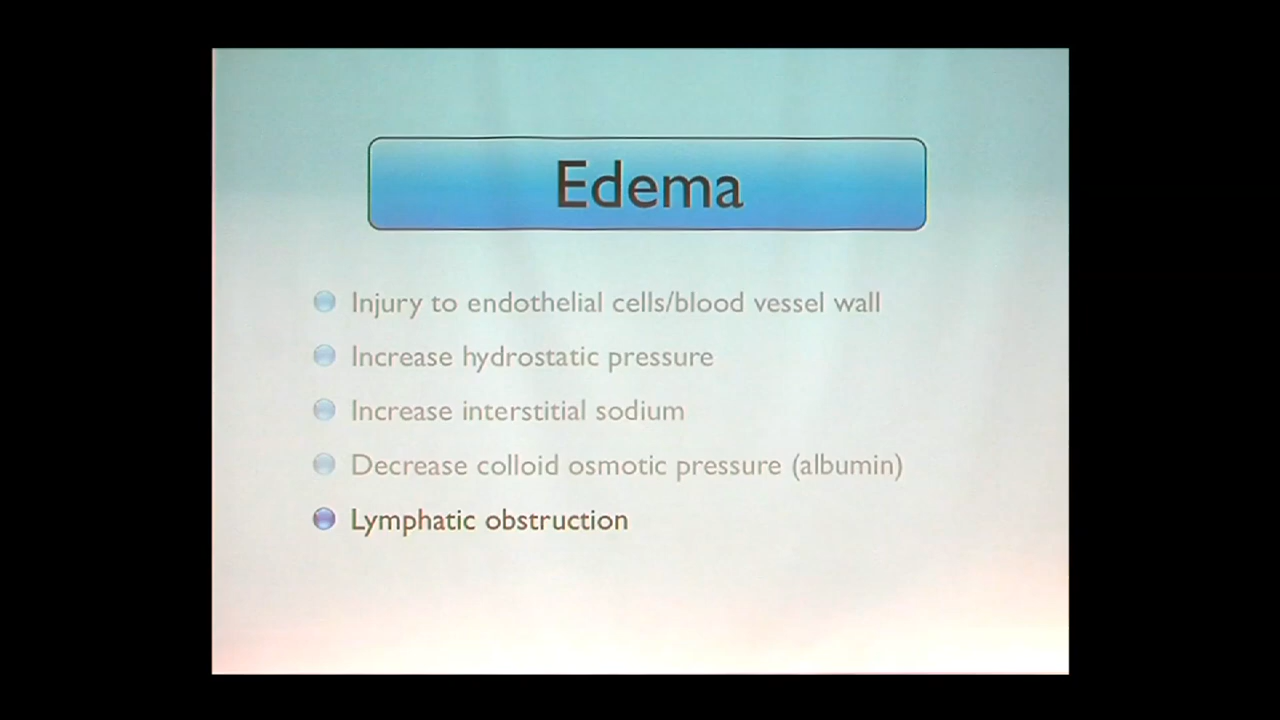 Edema
Injury to endothelial cells/blood vessel wall
Increase hydrostatic pressure
Increase interstitial sodium
Decrease colloid osmotic pressure (albumin)
Lymphatic obstruction